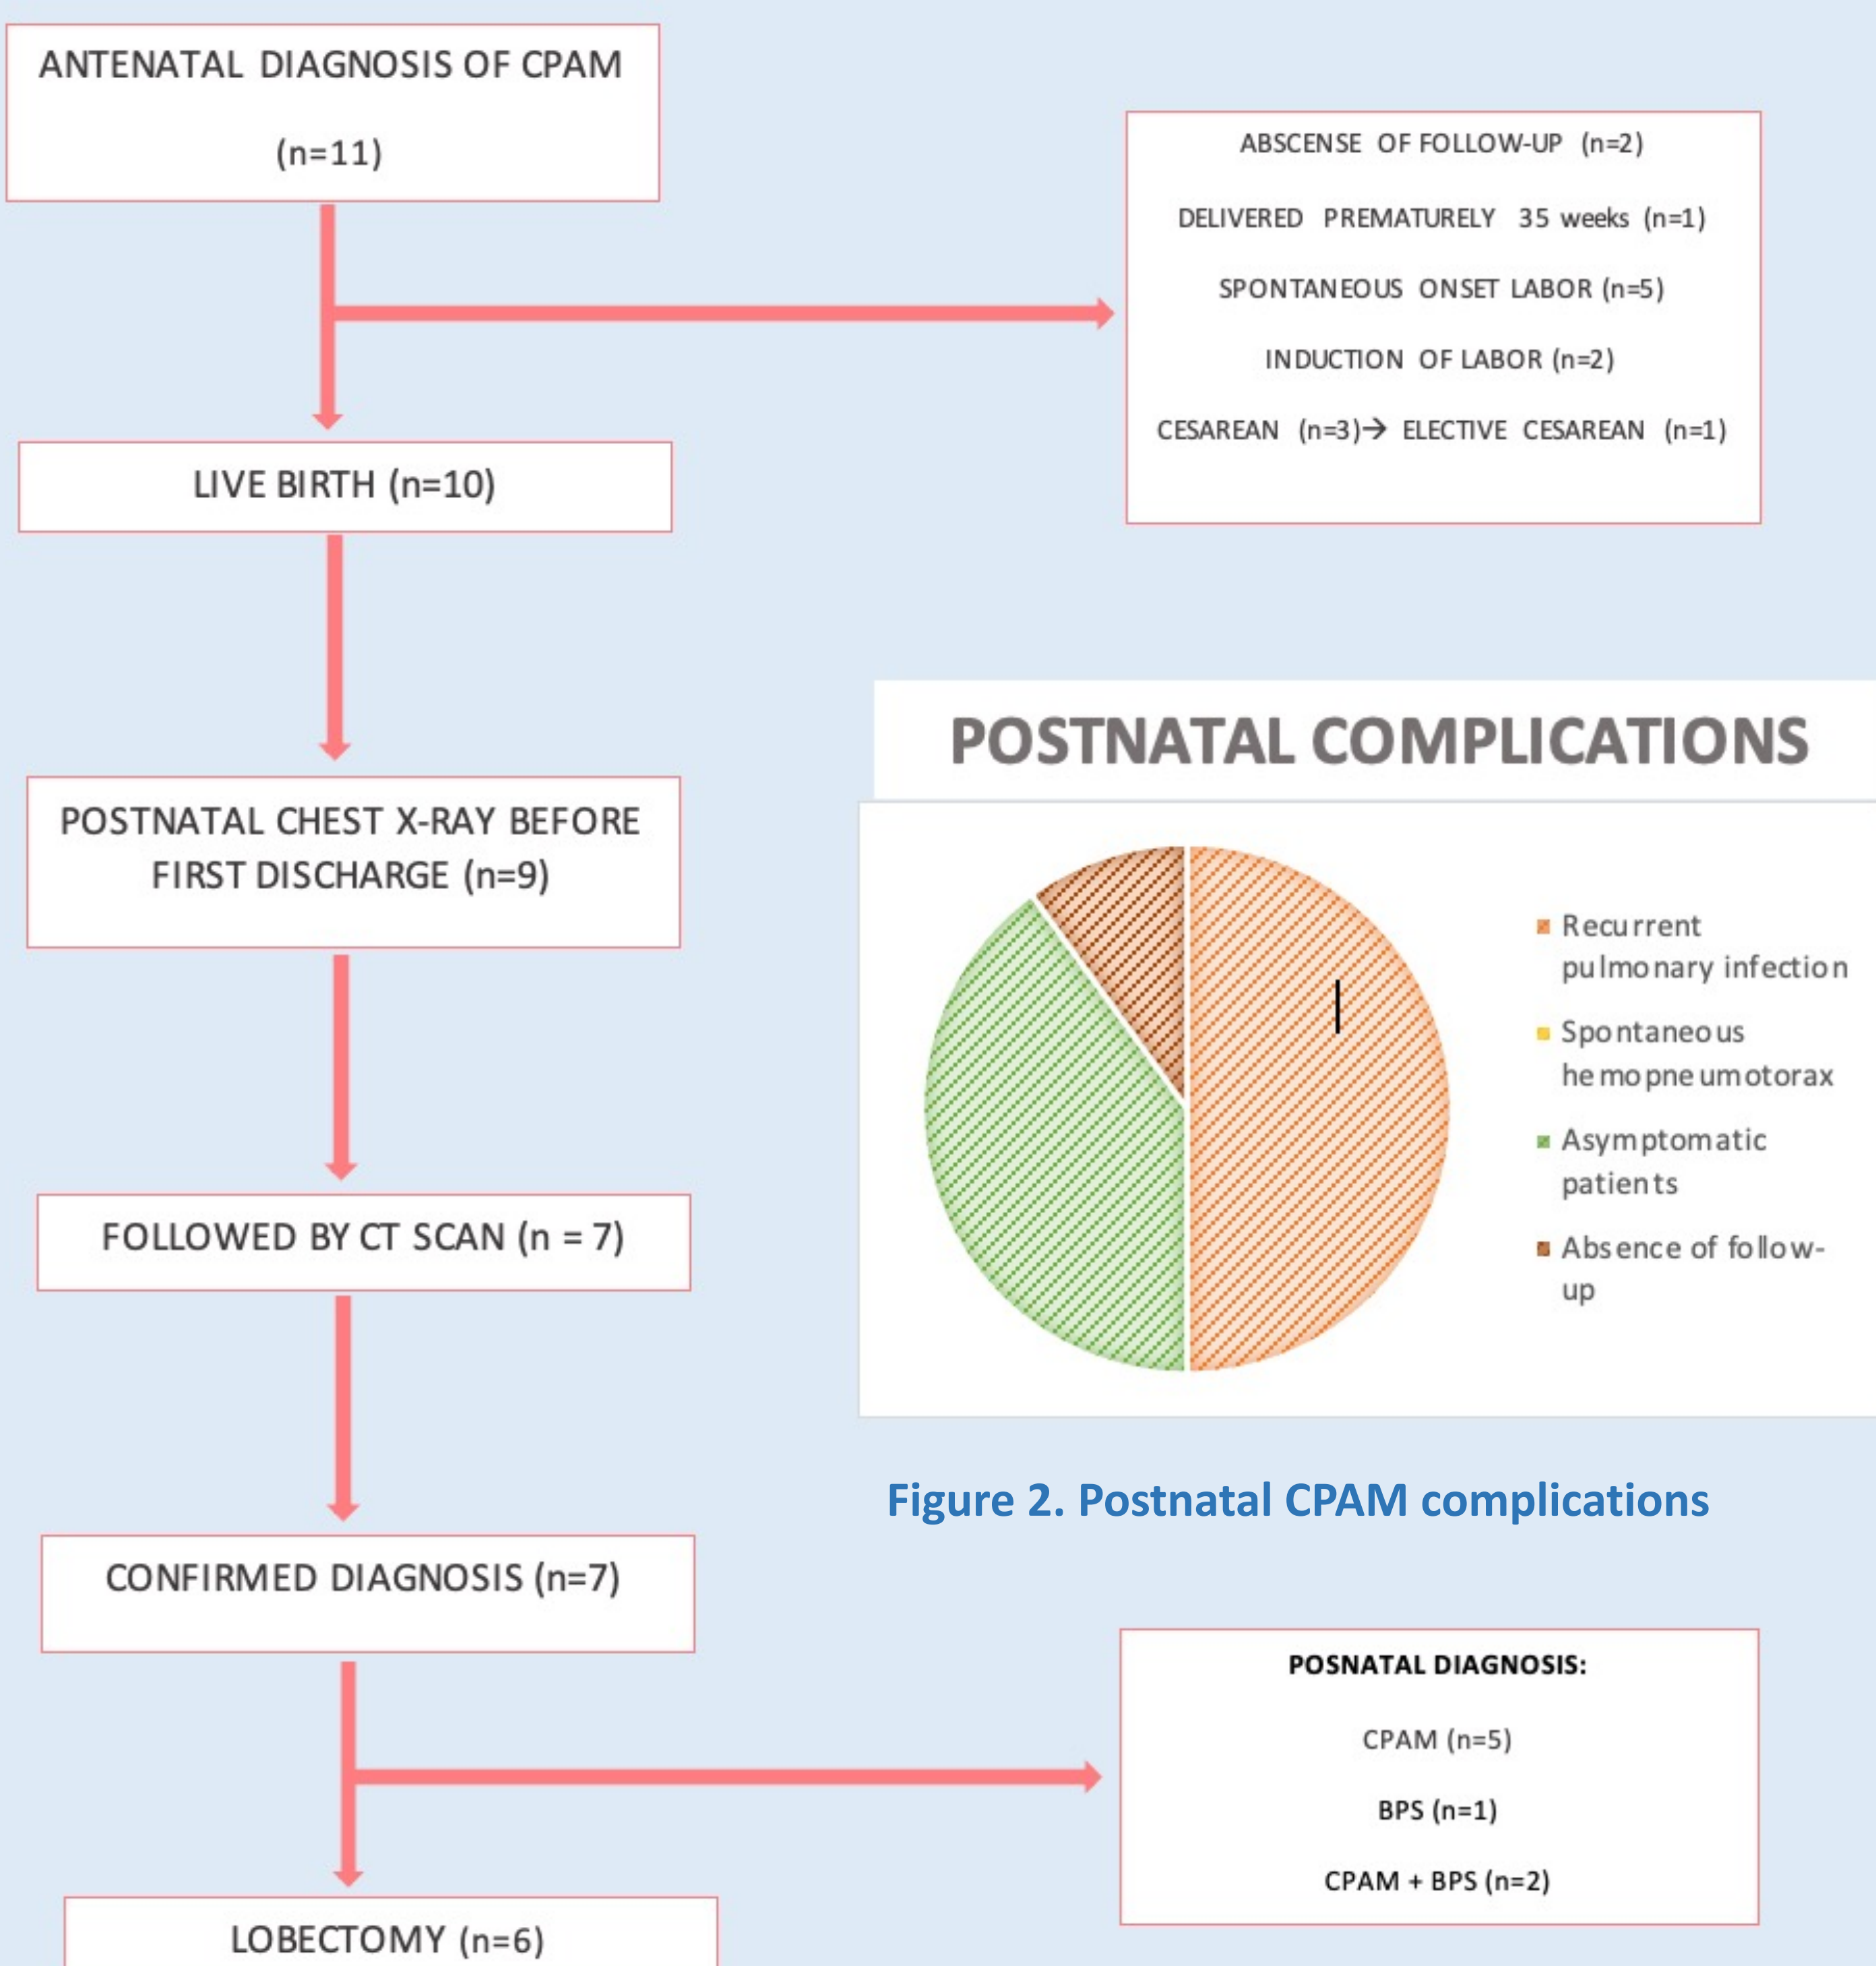 ANTENATAL DIAGNOSIS OF CPAM
(n=11)
ABSCENSE OF FOLLOW-UP (n=2)
DELIVERED PREMATURELY 35 weeks (n=1)
SPONTANEOUS ONSET LABOR (n=5)
INDUCTION OF LABOR (n=2)
CESAREAN (n=3)→ ELECTIVE CESAREAN (n=1)
LIVE BIRTH (n=10)
POSTNATAL CHEST X-RAY BEFORE
FIRST DISCHARGE (n=9)
FOLLOWED BY CT SCAN (n = 7)
CONFIRMED DIAGNOSIS (n=7)
LOBECTOMY (n=6)
POSTNATAL COMPLICATIONS
Recurrent
pulmonary infection
Spontaneous
hemopneumotorax
Asymptomatic
patients
Absence of follow-
up
Figure 2. Postnatal CPAM complications
POSNATAL DIAGNOSIS:
CPAM (n=5)
BPS (n=1)
CPAM + BPS (n=2)